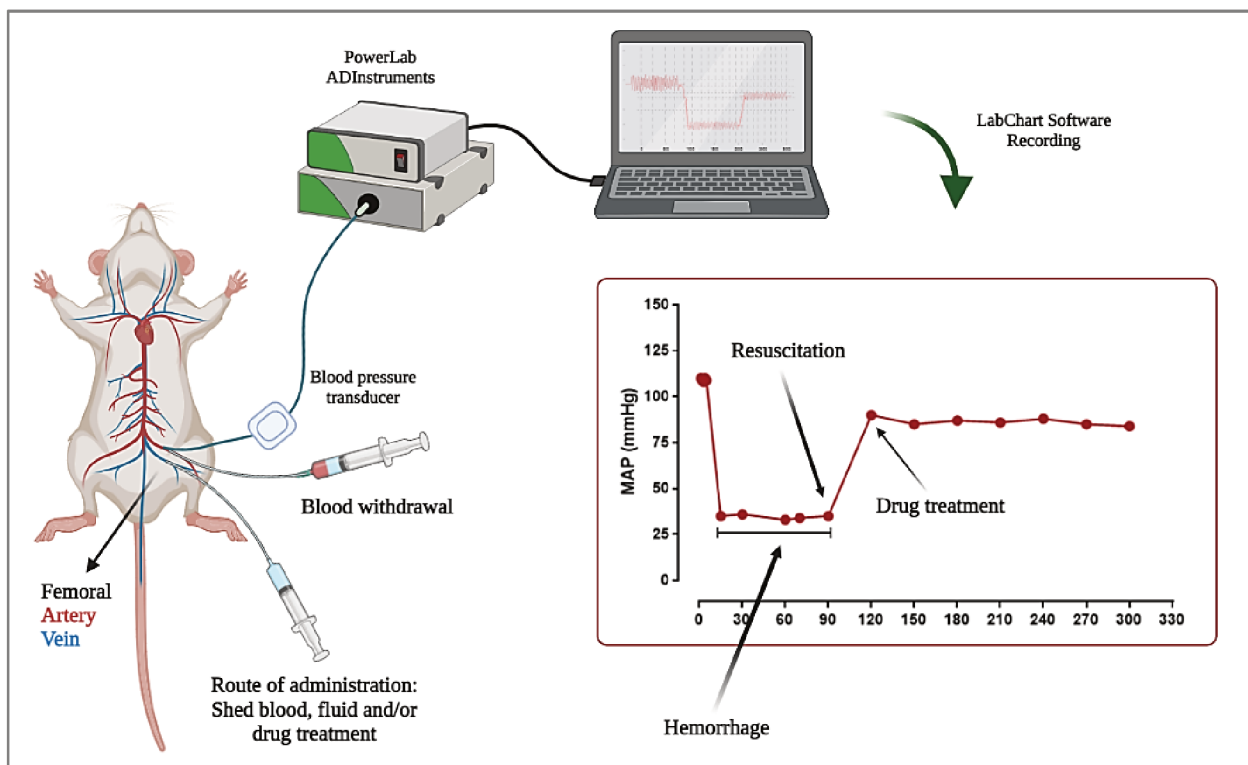 PowerLab
ADInstruments
LabChart Software
Recording
Blood pressure
transducer
Blood withdrawal
Femoral
Artery
Vein
Route of administration:
Shed blood, fluid and/or
drug treatment
150
125
100
75
50
25
0
MAP (mmHg)
Resuscitation
Drug treatment
0 30 60 90 120 150 180 210 240 270 300 330
Hemorrhage